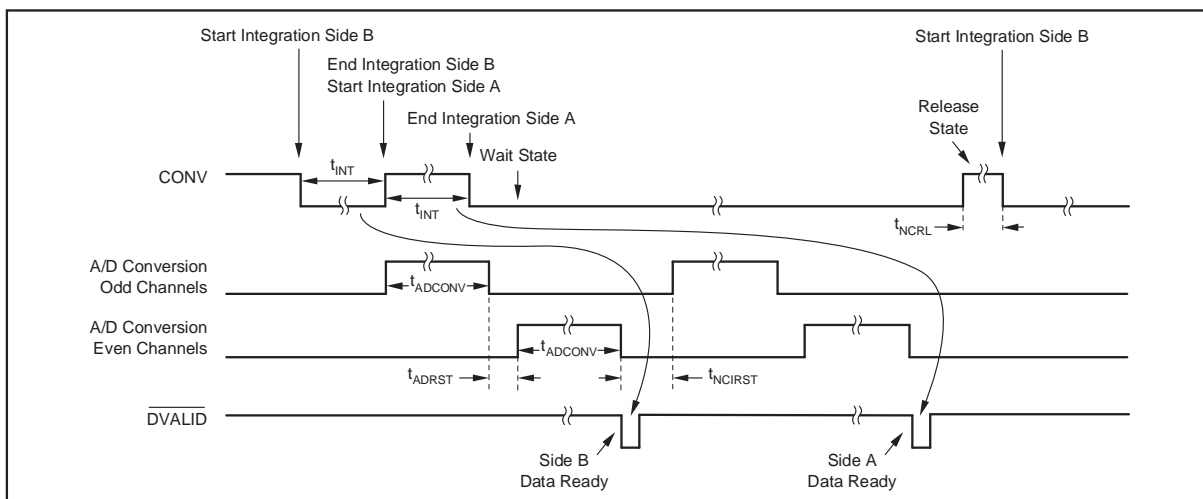 Start Integration Side B
End Integration Side B
Start Integration Side A
End Integration Side A
Wait State
Start Integration Side B
Release
State
CONV
tINT
tINT
tNCRL
A/D Conversion
Odd Channels
tADCONV
A/D Conversion
Even Channels
tADCONV
tADRST
tNCIRST
DVALID
Side B
Data Ready
Side A
Data Ready